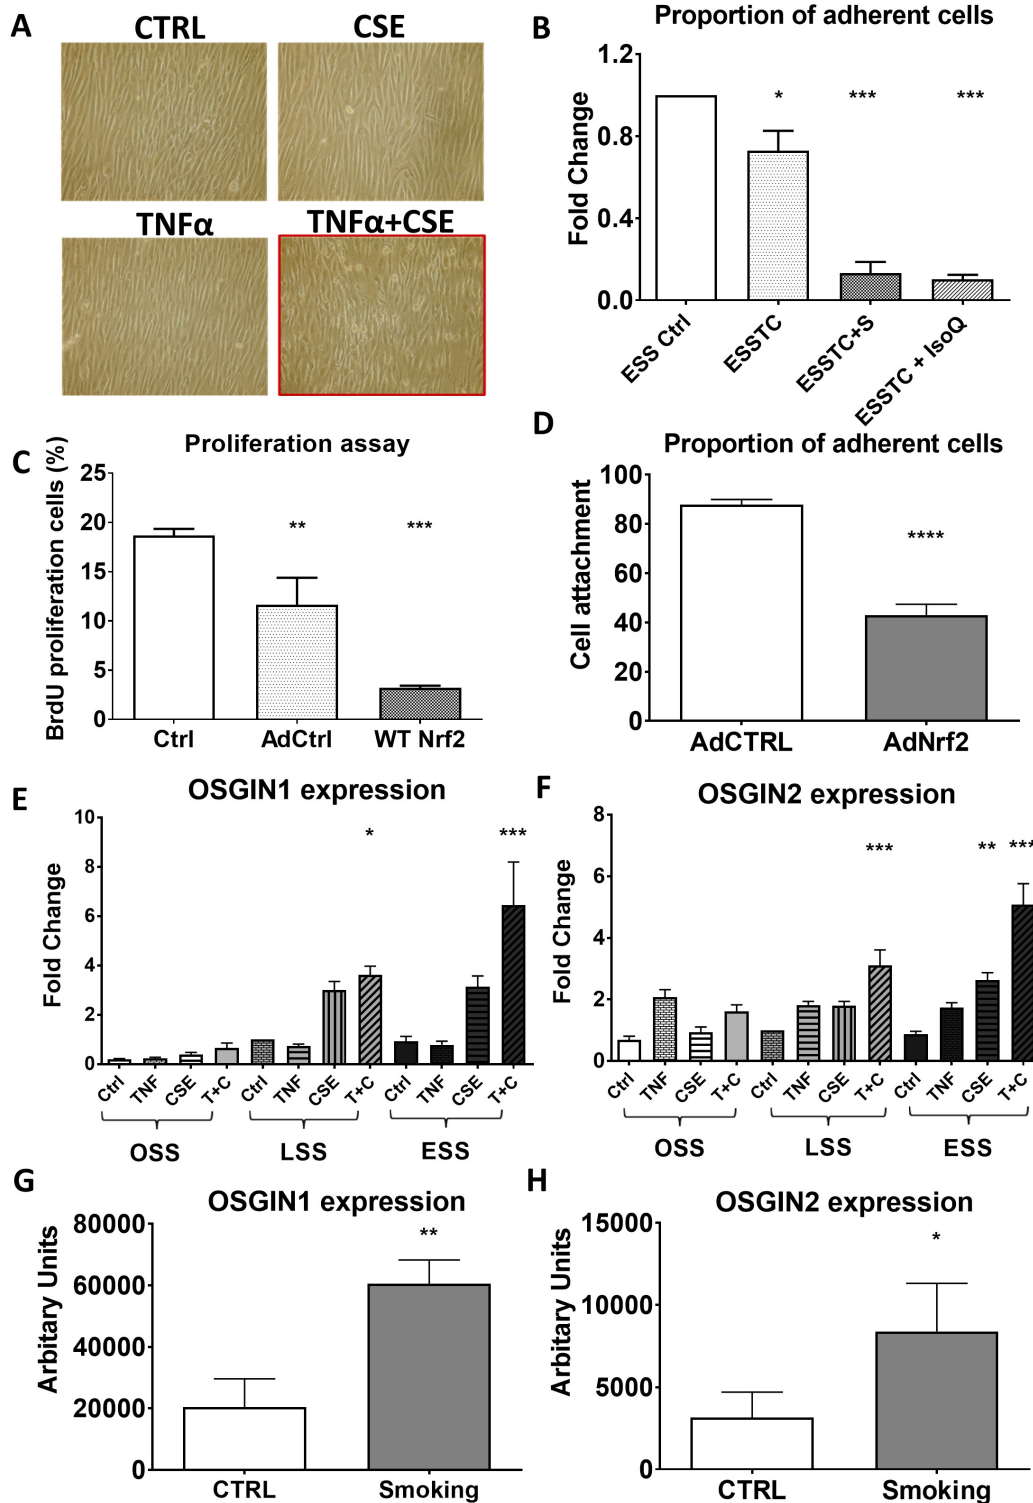 A
CTRL
CSE
TNFα
TNFα+CSE
B
Proportion of adherent cells
Fold Change
1.2
0.8
0.4
0.0
*
***
***
ESS Ctrl
ESSTC
ESSTC+S
ESSTC + IsoQ
C
Proliferation assay
BrdU proliferation cells (%)
25
20
15
10
5
0
**
***
Ctrl
AdCtrl
WT Nrf2
D
Proportion of adherent cells
Cell attachment
100
80
60
40
20
0
****
AdCTRL
AdNrf2
E
OSGIN1 expression
Fold Change
10
8
6
4
2
0
*
***
Ctrl
TNF
CSE
T+C
Ctrl
TNF
CSE
T+C
Ctrl
TNF
CSE
T+C
OSS
LSS
ESS
F
OSGIN2 expression
Fold Change
8
6
4
2
0
***
**
***
Ctrl
TNF
CSE
T+C
Ctrl
TNF
CSE
T+C
Ctrl
TNF
CSE
T+C
OSS
LSS
ESS
G
OSGIN1 expression
Arbitary Units
80000
60000
40000
20000
0
**
CTRL
Smoking
H
OSGIN2 expression
Arbitary Units
15000
10000
5000
0
*
CTRL
Smoking